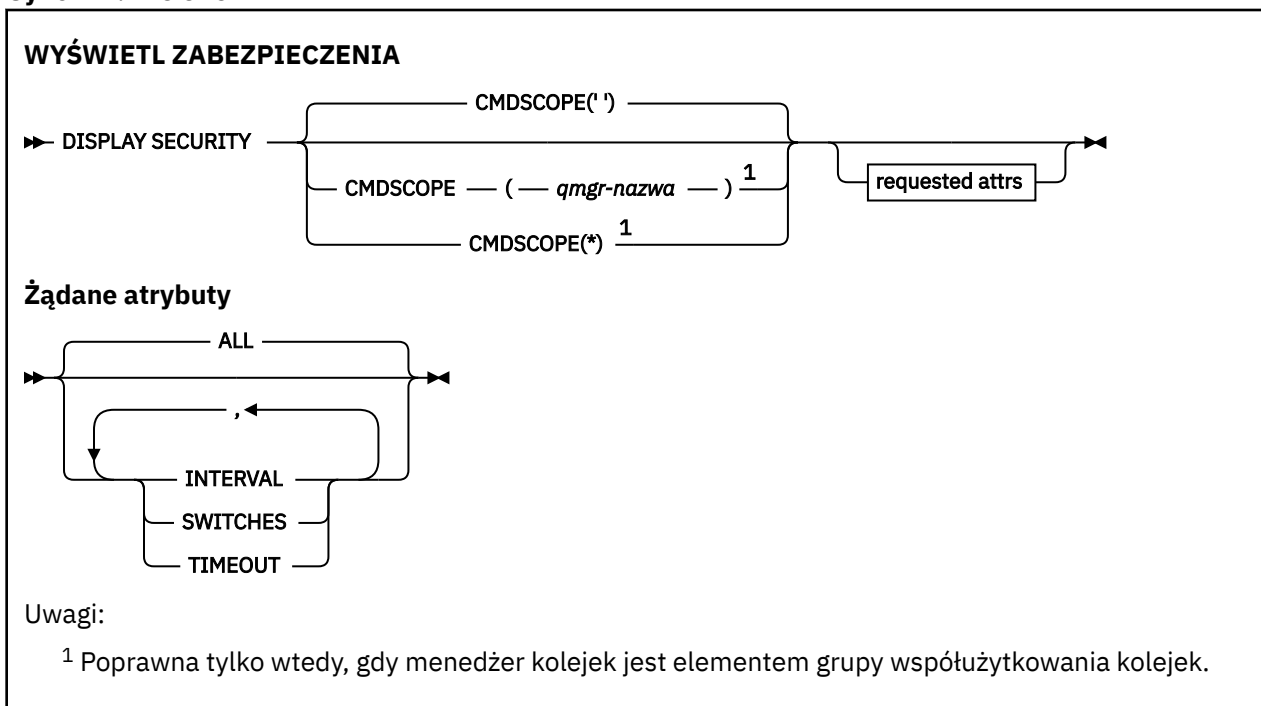 WYŚWIETL ZABEZPIECZENIA
CMDSCOPE(' ')
DISPLAY SECURITY
CMDSCOPE ( qmgr-nazwa ) 1
requested attrs
CMDSCOPE(*) 1
Żądane atrybuty
ALL
,
INTERVAL
SWITCHES
TIMEOUT
Uwagi:
1 Poprawna tylko wtedy, gdy menedżer kolejek jest elementem grupy współużytkowania kolejek.